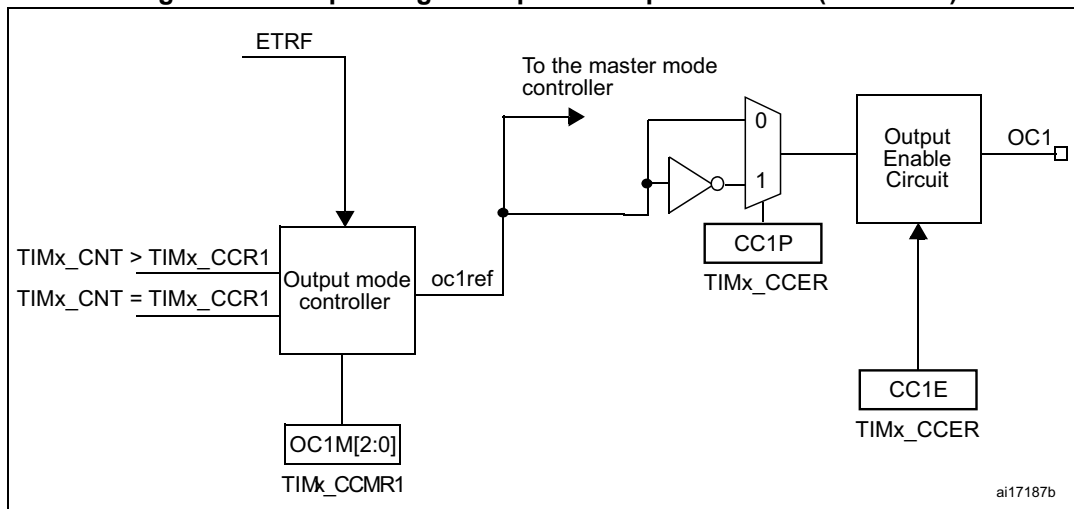 ETRF
To the master mode
controller
0
1
Output
Enable
Circuit
OC1
CC1P
TIMx_CCER
TIMx_CNT > TIMx_CCR1
TIMx_CNT = TIMx_CCR1
Output mode
controller
oc1ref
CC1E
TIMx_CCER
OC1M[2:0]
TIMx_CCMR1
ai17187b